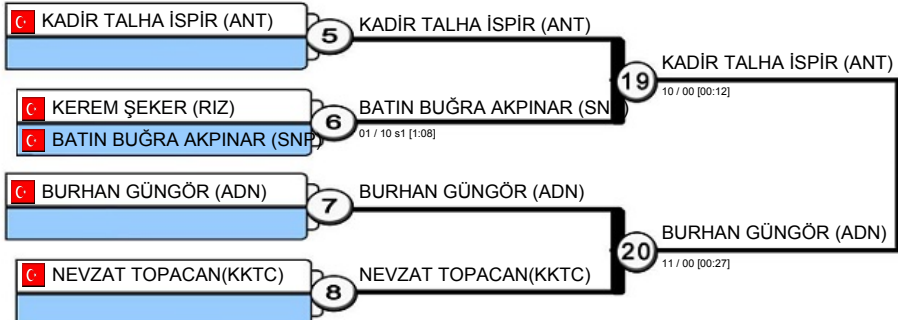 KADİR TALHA İSPİR (ANT)
5
KADİR TALHA İSPİR (ANT)
KEREM ŞEKER (RIZ)
BATIN BUĞRA AKPINAR (SNP)
6
BATIN BUĞRA AKPINAR (SN
01 / 10 s1 [1:08]
19
KADİR TALHA İSPİR (ANT)
10 / 00 [00:12]
BURHAN GÜNGÖR (ADN)
7
BURHAN GÜNGÖR (ADN)
NEVZAT TOPACAN(KKTC)
8
NEVZAT TOPACAN(KKTC)
20
BURHAN GÜNGÖR (ADN)
11 / 00 [00:27]